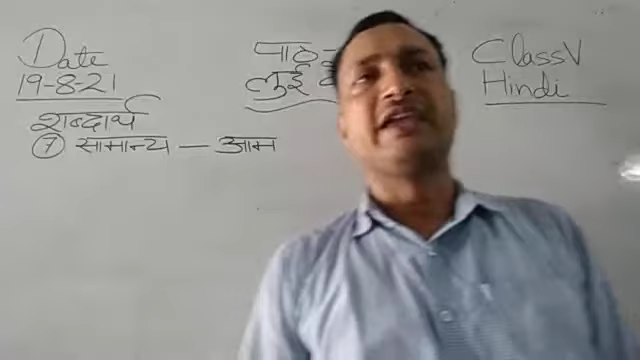 Date
19-8-21
पाठ
लुई
Class V
Hindi
शब्दार्थ
① सामान्य — आम